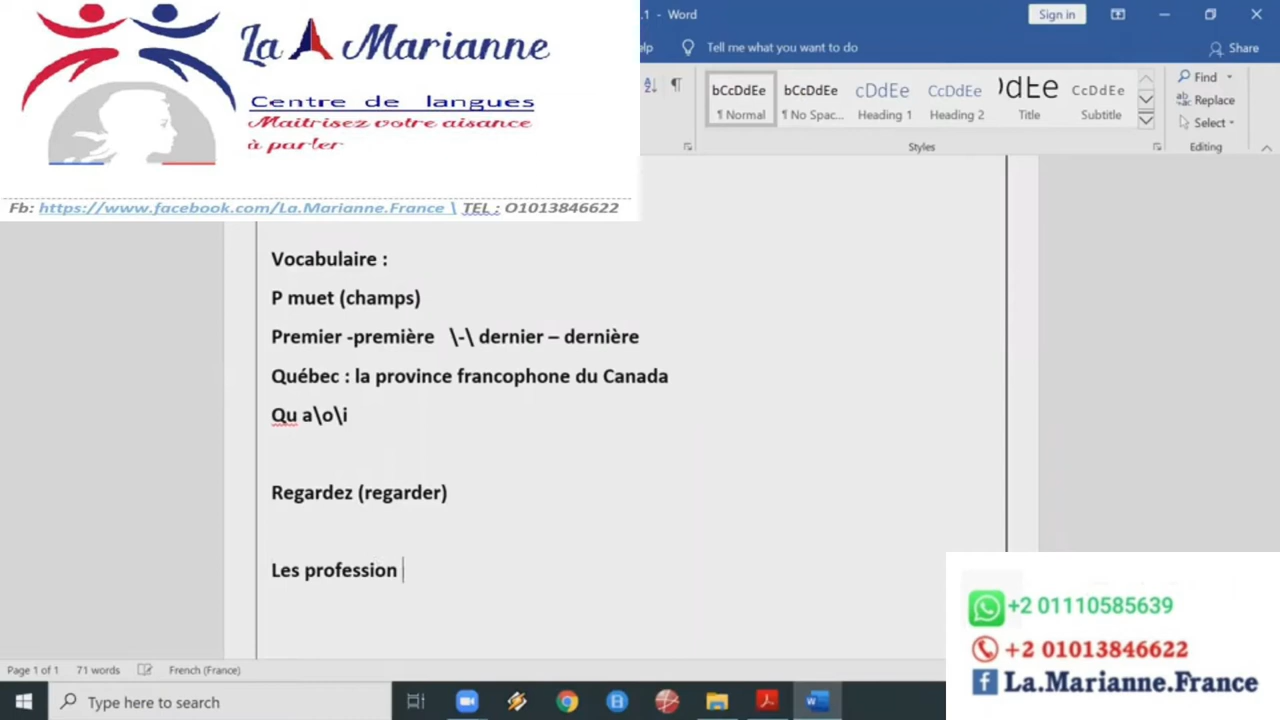 La Marianne
Centre de langues
Maîtrisez votre aisance
à parler
Fb: https://www.facebook.com/La.Marianne.France \ TEL : O1013846622
.1 - Word
Sign in
lp
Tell me what you want to do
Share
bCcDdEe
¶ Normal
bCcDdEe
¶ No Spac...
cDdEe
Heading 1
CcDdEe
Heading 2
DdEe
Title
CcDdEe
Subtitle
Styles
Find
Replace
Select
Editing
Vocabulaire :
P muet (champs)
Premier -première \-\ dernier – dernière
Québec : la province francophone du Canada
Qu a\o\i
Regardez (regarder)
Les profession
+2 01110585639
+2 01013846622
La.Marianne.France
Page 1 of 1 71 words French (France)
Type here to search